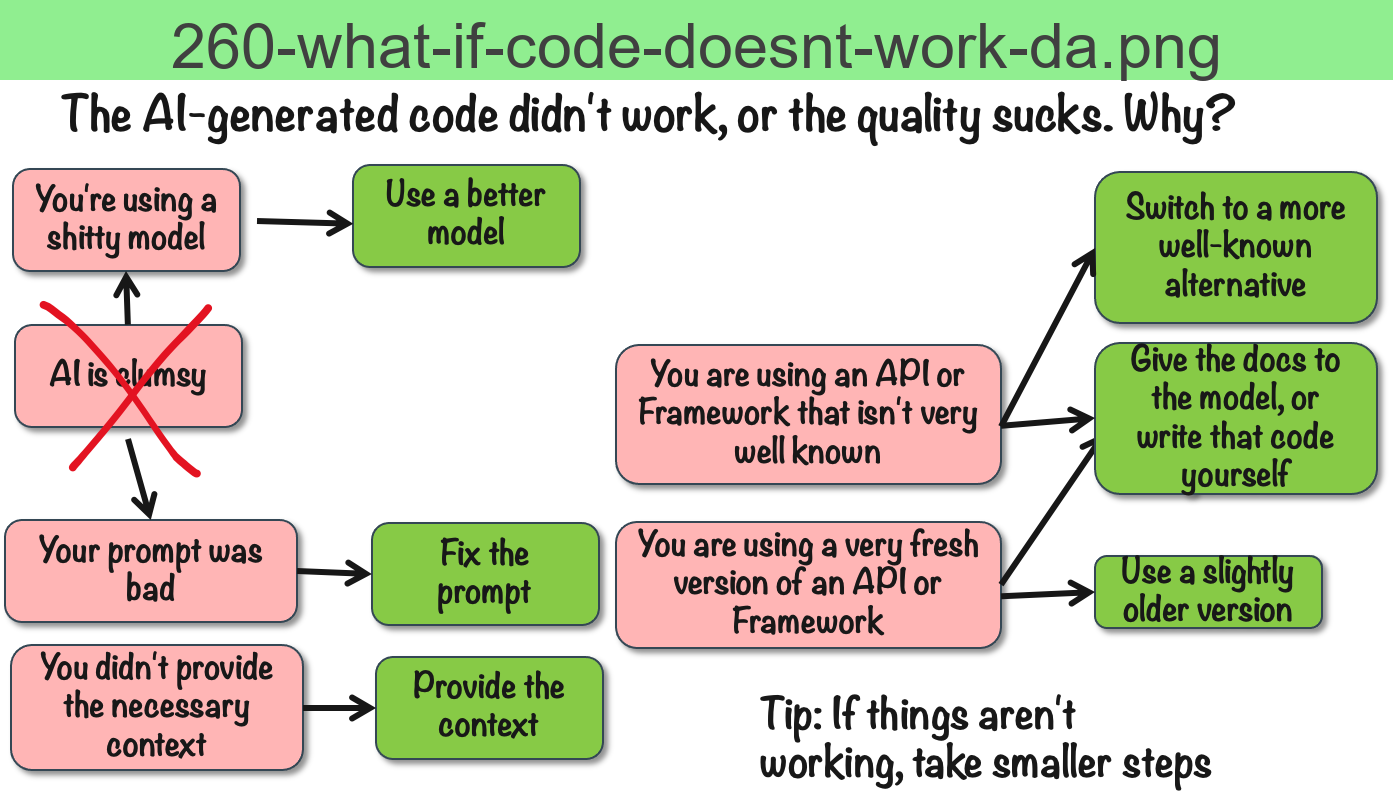 260-what-if-code-doesnt-work-da.png
The AI-generated code didn't work, or the quality sucks. Why?
You're using a
shitty model
Use a better
model
AI is clumsy
Your prompt was
bad
Fix the
prompt
You didn't provide
the necessary
context
Provide the
context
You are using an API or
Framework that isn't very
well known
Switch to a more
well-known
alternative
Give the docs to
the model, or
write that code
yourself
You are using a very fresh
version of an API or
Framework
Use a slightly
older version
Tip: If things aren't
working, take smaller steps